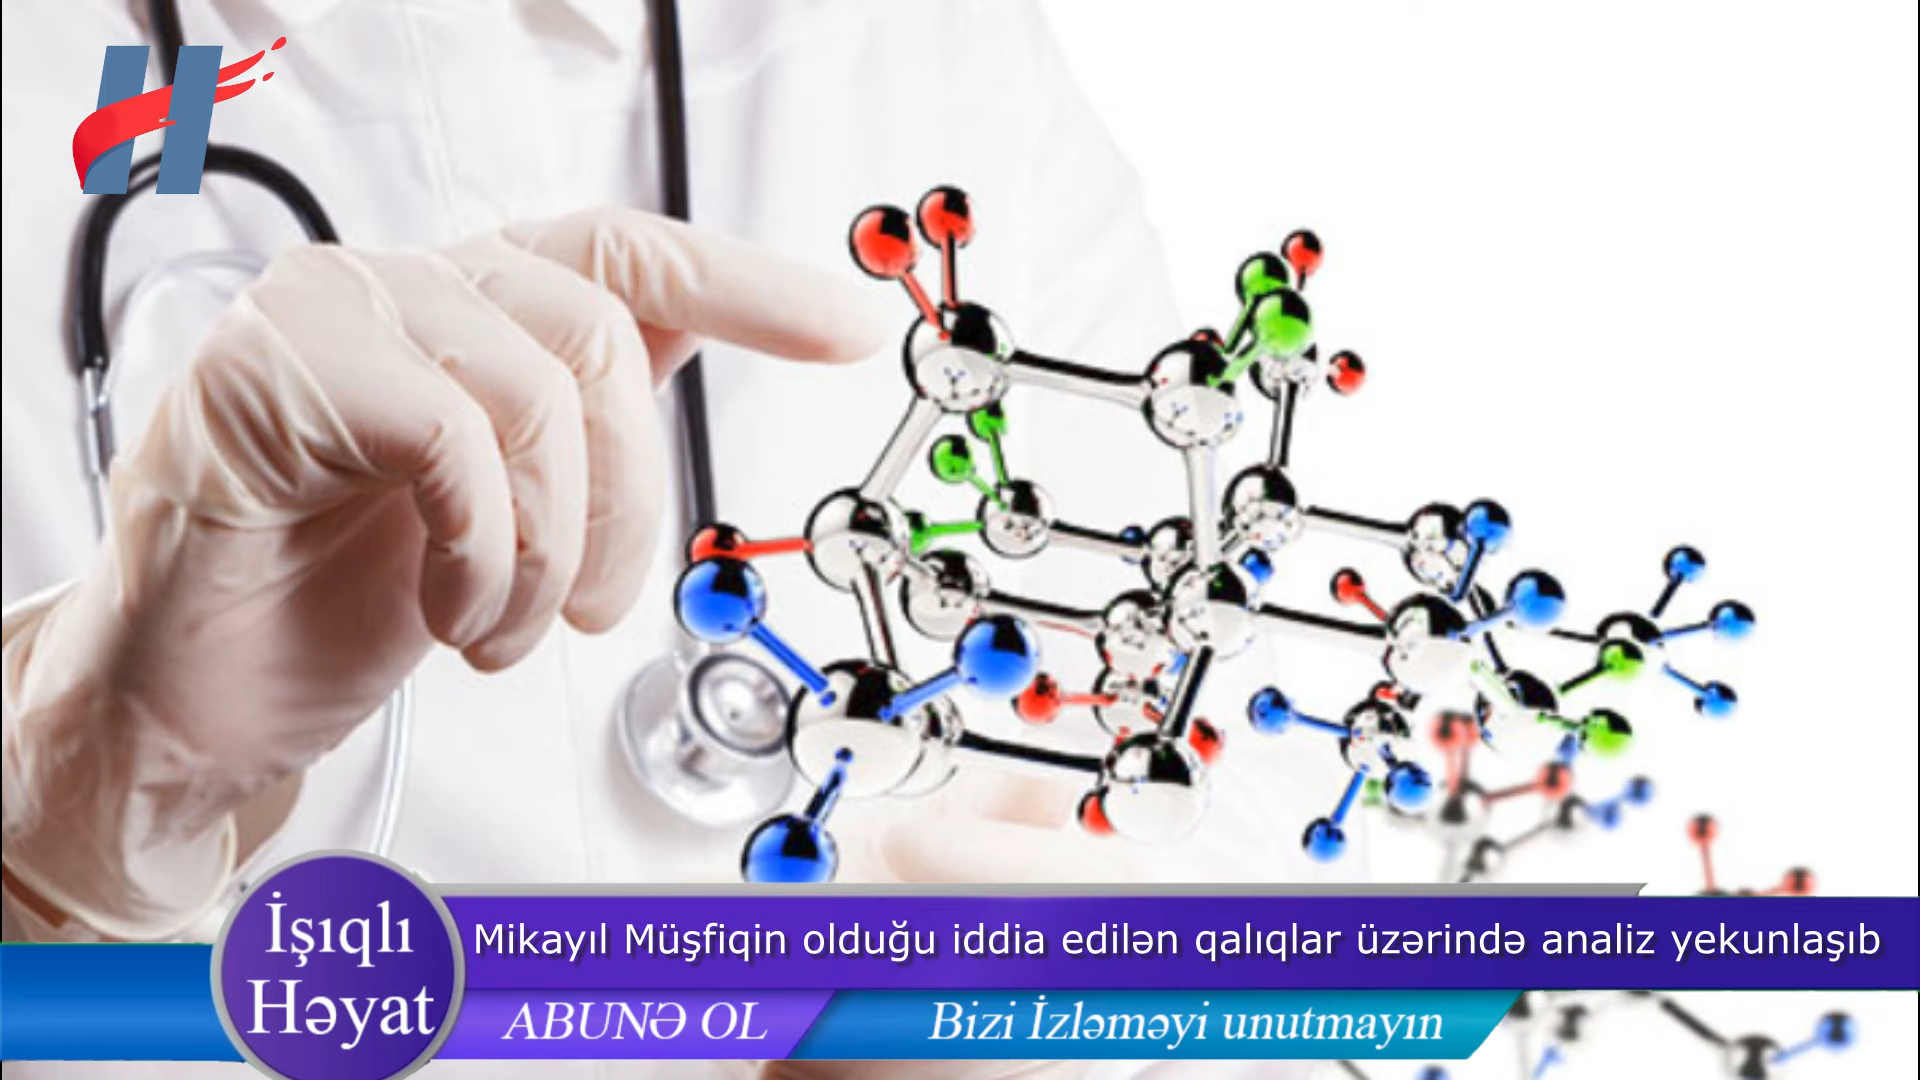 İşıqlı
Həyat
Mikayıl Müşfiqin olduğu iddia edilən qalıqlar üzərində analiz yekunlaşıb
ABUNƏ OL
Bizi İzləməyi unutmayın